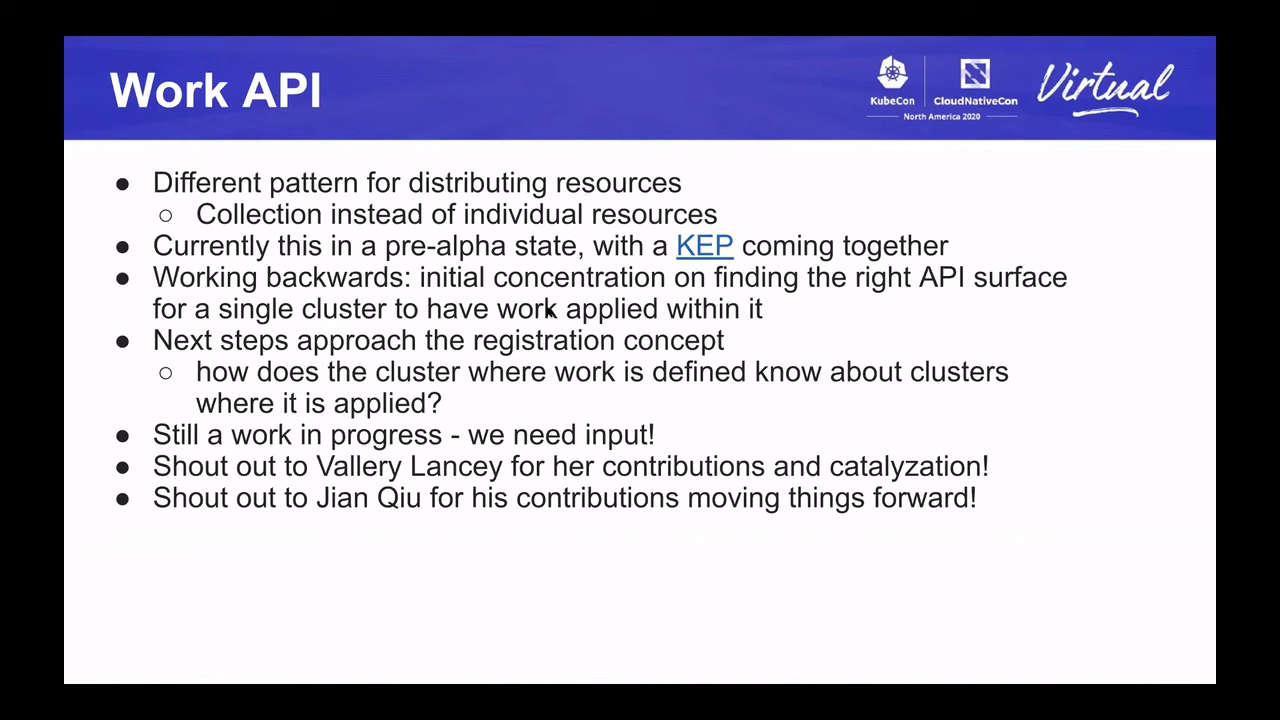 Work API
KubeCon
CloudNativeCon
North America 2020
Virtual
● Different pattern for distributing resources
○ Collection instead of individual resources
● Currently this in a pre-alpha state, with a KEP coming together
● Working backwards: initial concentration on finding the right API surface
for a single cluster to have work applied within it
● Next steps approach the registration concept
○ how does the cluster where work is defined know about clusters
where it is applied?
● Still a work in progress - we need input!
● Shout out to Vallery Lancey for her contributions and catalyzation!
● Shout out to Jian Qiu for his contributions moving things forward!